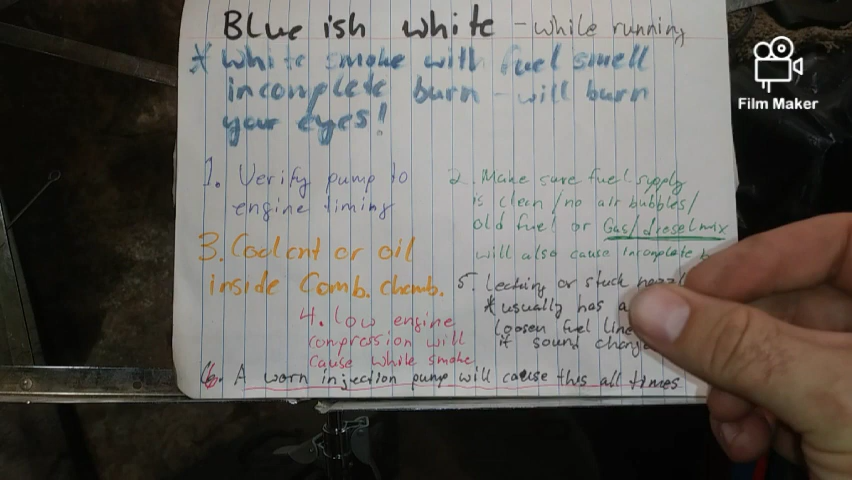 Blue ish white - while running
* White smoke with fuel smell
incomplete burn - will burn
your eyes!
1. Verify pump to
engine timing
2. Make sure fuel supply
is clean/no air bubbles/
old fuel or Gas/diesel mix
will also cause incomplete b
3. Coolent or oil
inside Comb. chamb.
4. low engine
compression will
cause while smoke
5. Leaking or stuck
* usually has a
loosen fuel line
if sound change
6. A worn injection pump will cause this all times
Film Maker